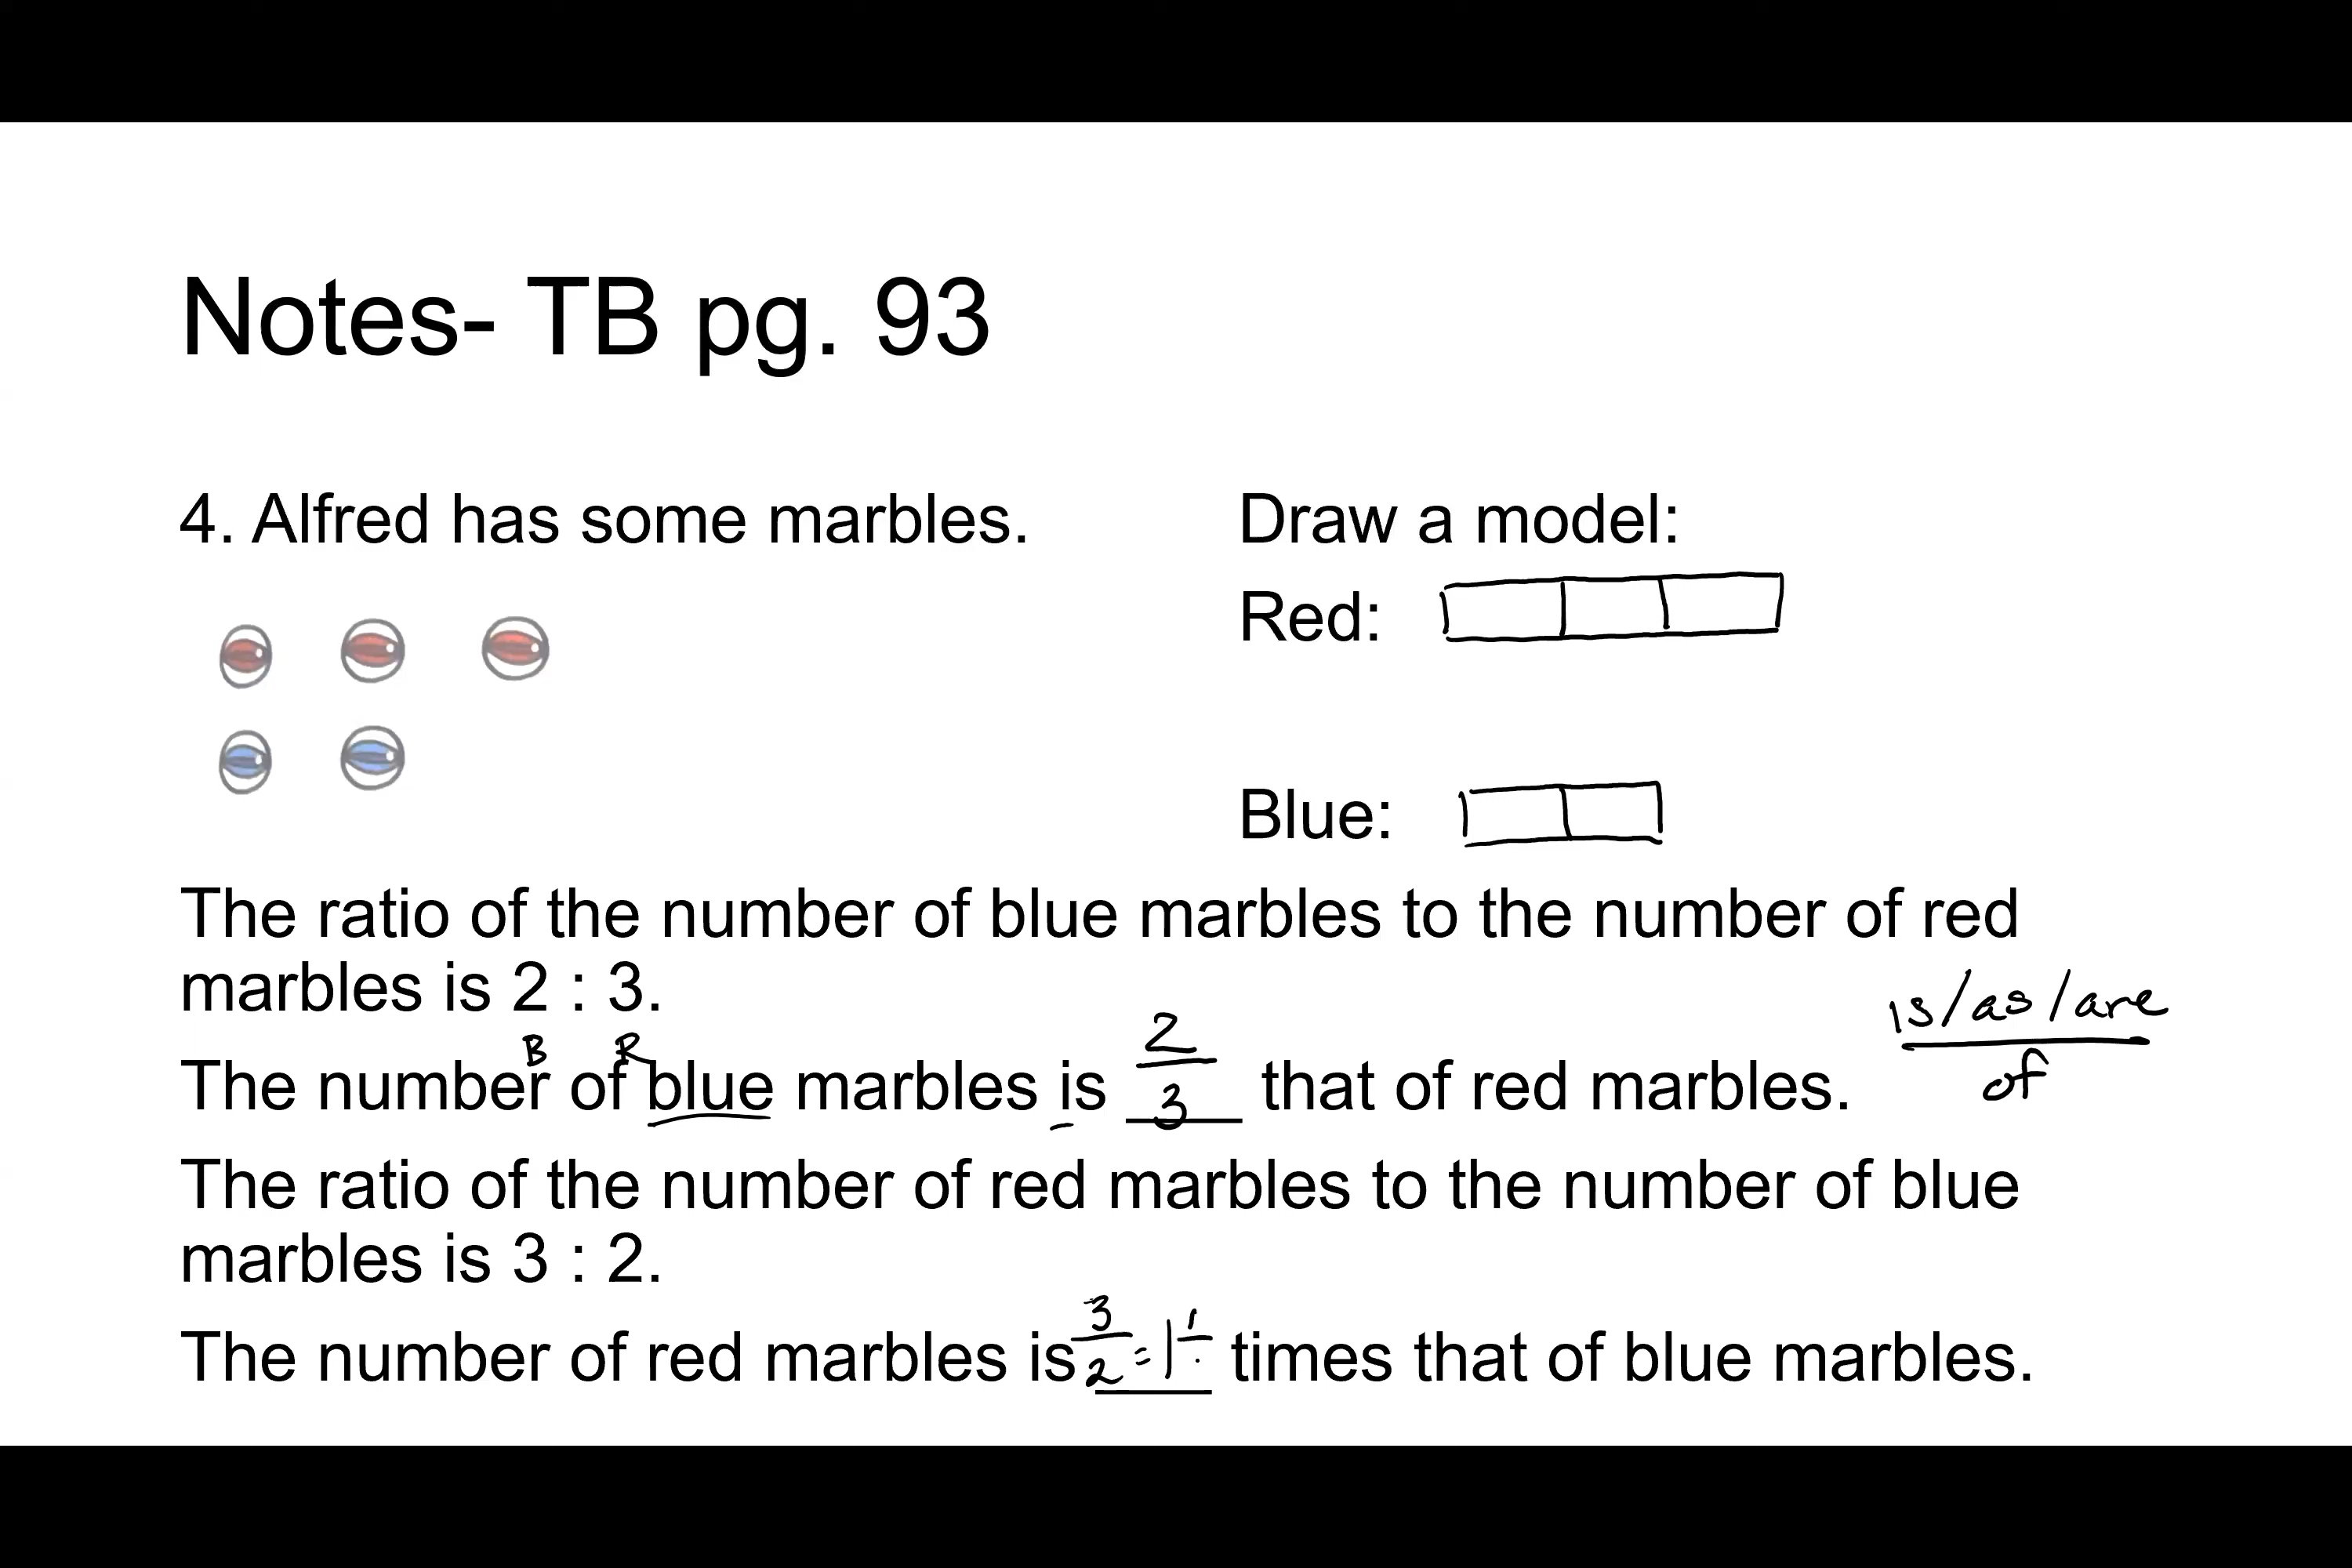 Notes- TB pg. 93
4. Alfred has some marbles.
Draw a model:
Red:
Blue:
The ratio of the number of blue marbles to the number of red
marbles is 2 : 3.
B R
is/as/are
of
The number of blue marbles is 2/3 that of red marbles.
The ratio of the number of red marbles to the number of blue
marbles is 3 : 2.
The number of red marbles is 3/2 = 1 times that of blue marbles.